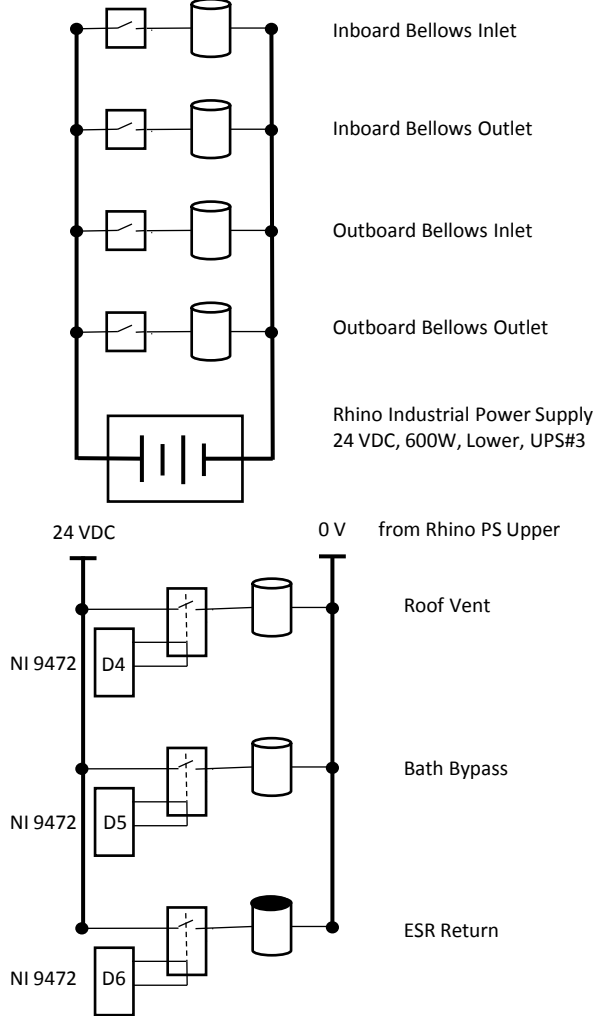 Inboard Bellows Inlet
Inboard Bellows Outlet
Outboard Bellows Inlet
Outboard Bellows Outlet
Rhino Industrial Power Supply
24 VDC, 600W, Lower, UPS#3
24 VDC
0 V
from Rhino PS Upper
Roof Vent
NI 9472
D4
Bath Bypass
NI 9472
D5
ESR Return
NI 9472
D6